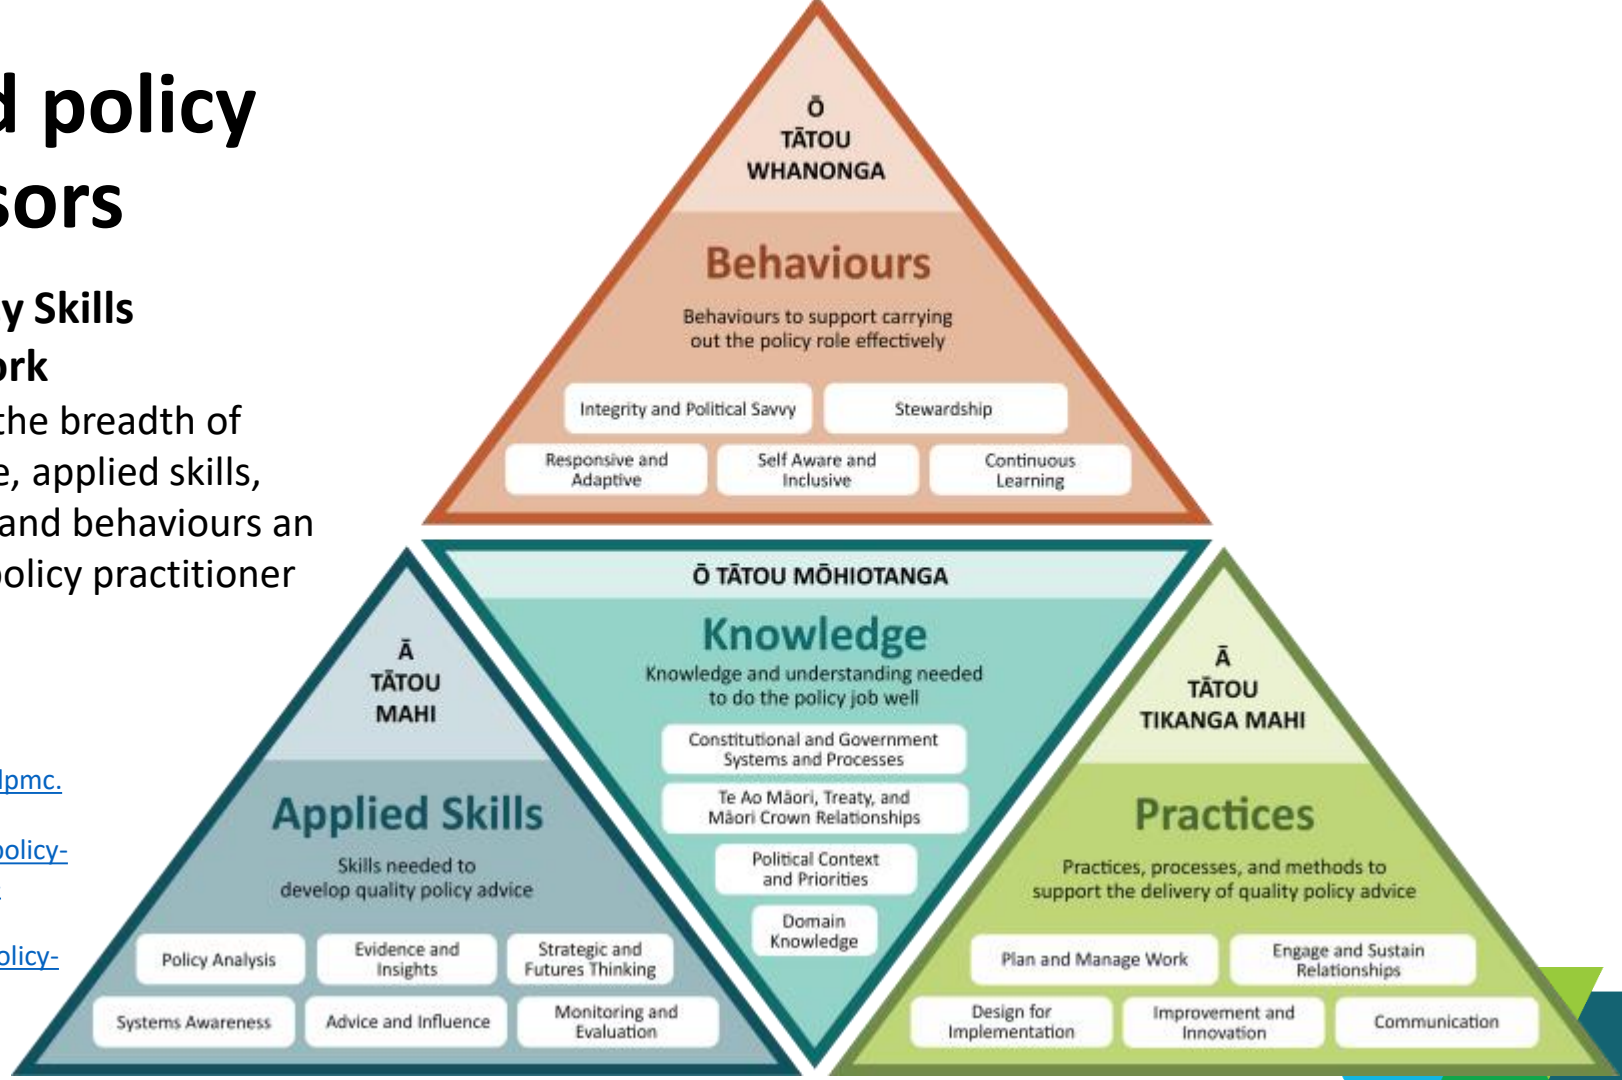 d policy
sors
y Skills
ork
the breadth of
e, applied skills,
and behaviours an
policy practitioner
dpmc.
policy-
olicy-
Ō
TĀTOU
WHANONGA
Behaviours
Behaviours to support carrying
out the policy role effectively
Integrity and Political Savvy
Stewardship
Responsive and
Adaptive
Self Aware and
Inclusive
Continuous
Learning
Ō TĀTOU MŌHIOTANGA
Knowledge
Knowledge and understanding needed
to do the policy job well
Constitutional and Government
Systems and Processes
Te Ao Māori, Treaty, and
Māori Crown Relationships
Political Context
and Priorities
Domain
Knowledge
Ā
TĀTOU
MAHI
Applied Skills
Skills needed to
develop quality policy advice
Policy Analysis
Evidence and
Insights
Strategic and
Futures Thinking
Systems Awareness
Advice and Influence
Monitoring and
Evaluation
Ā
TĀTOU
TIKANGA MAHI
Practices
Practices, processes, and methods to
support the delivery of quality policy advice
Plan and Manage Work
Engage and Sustain
Relationships
Design for
Implementation
Improvement and
Innovation
Communication